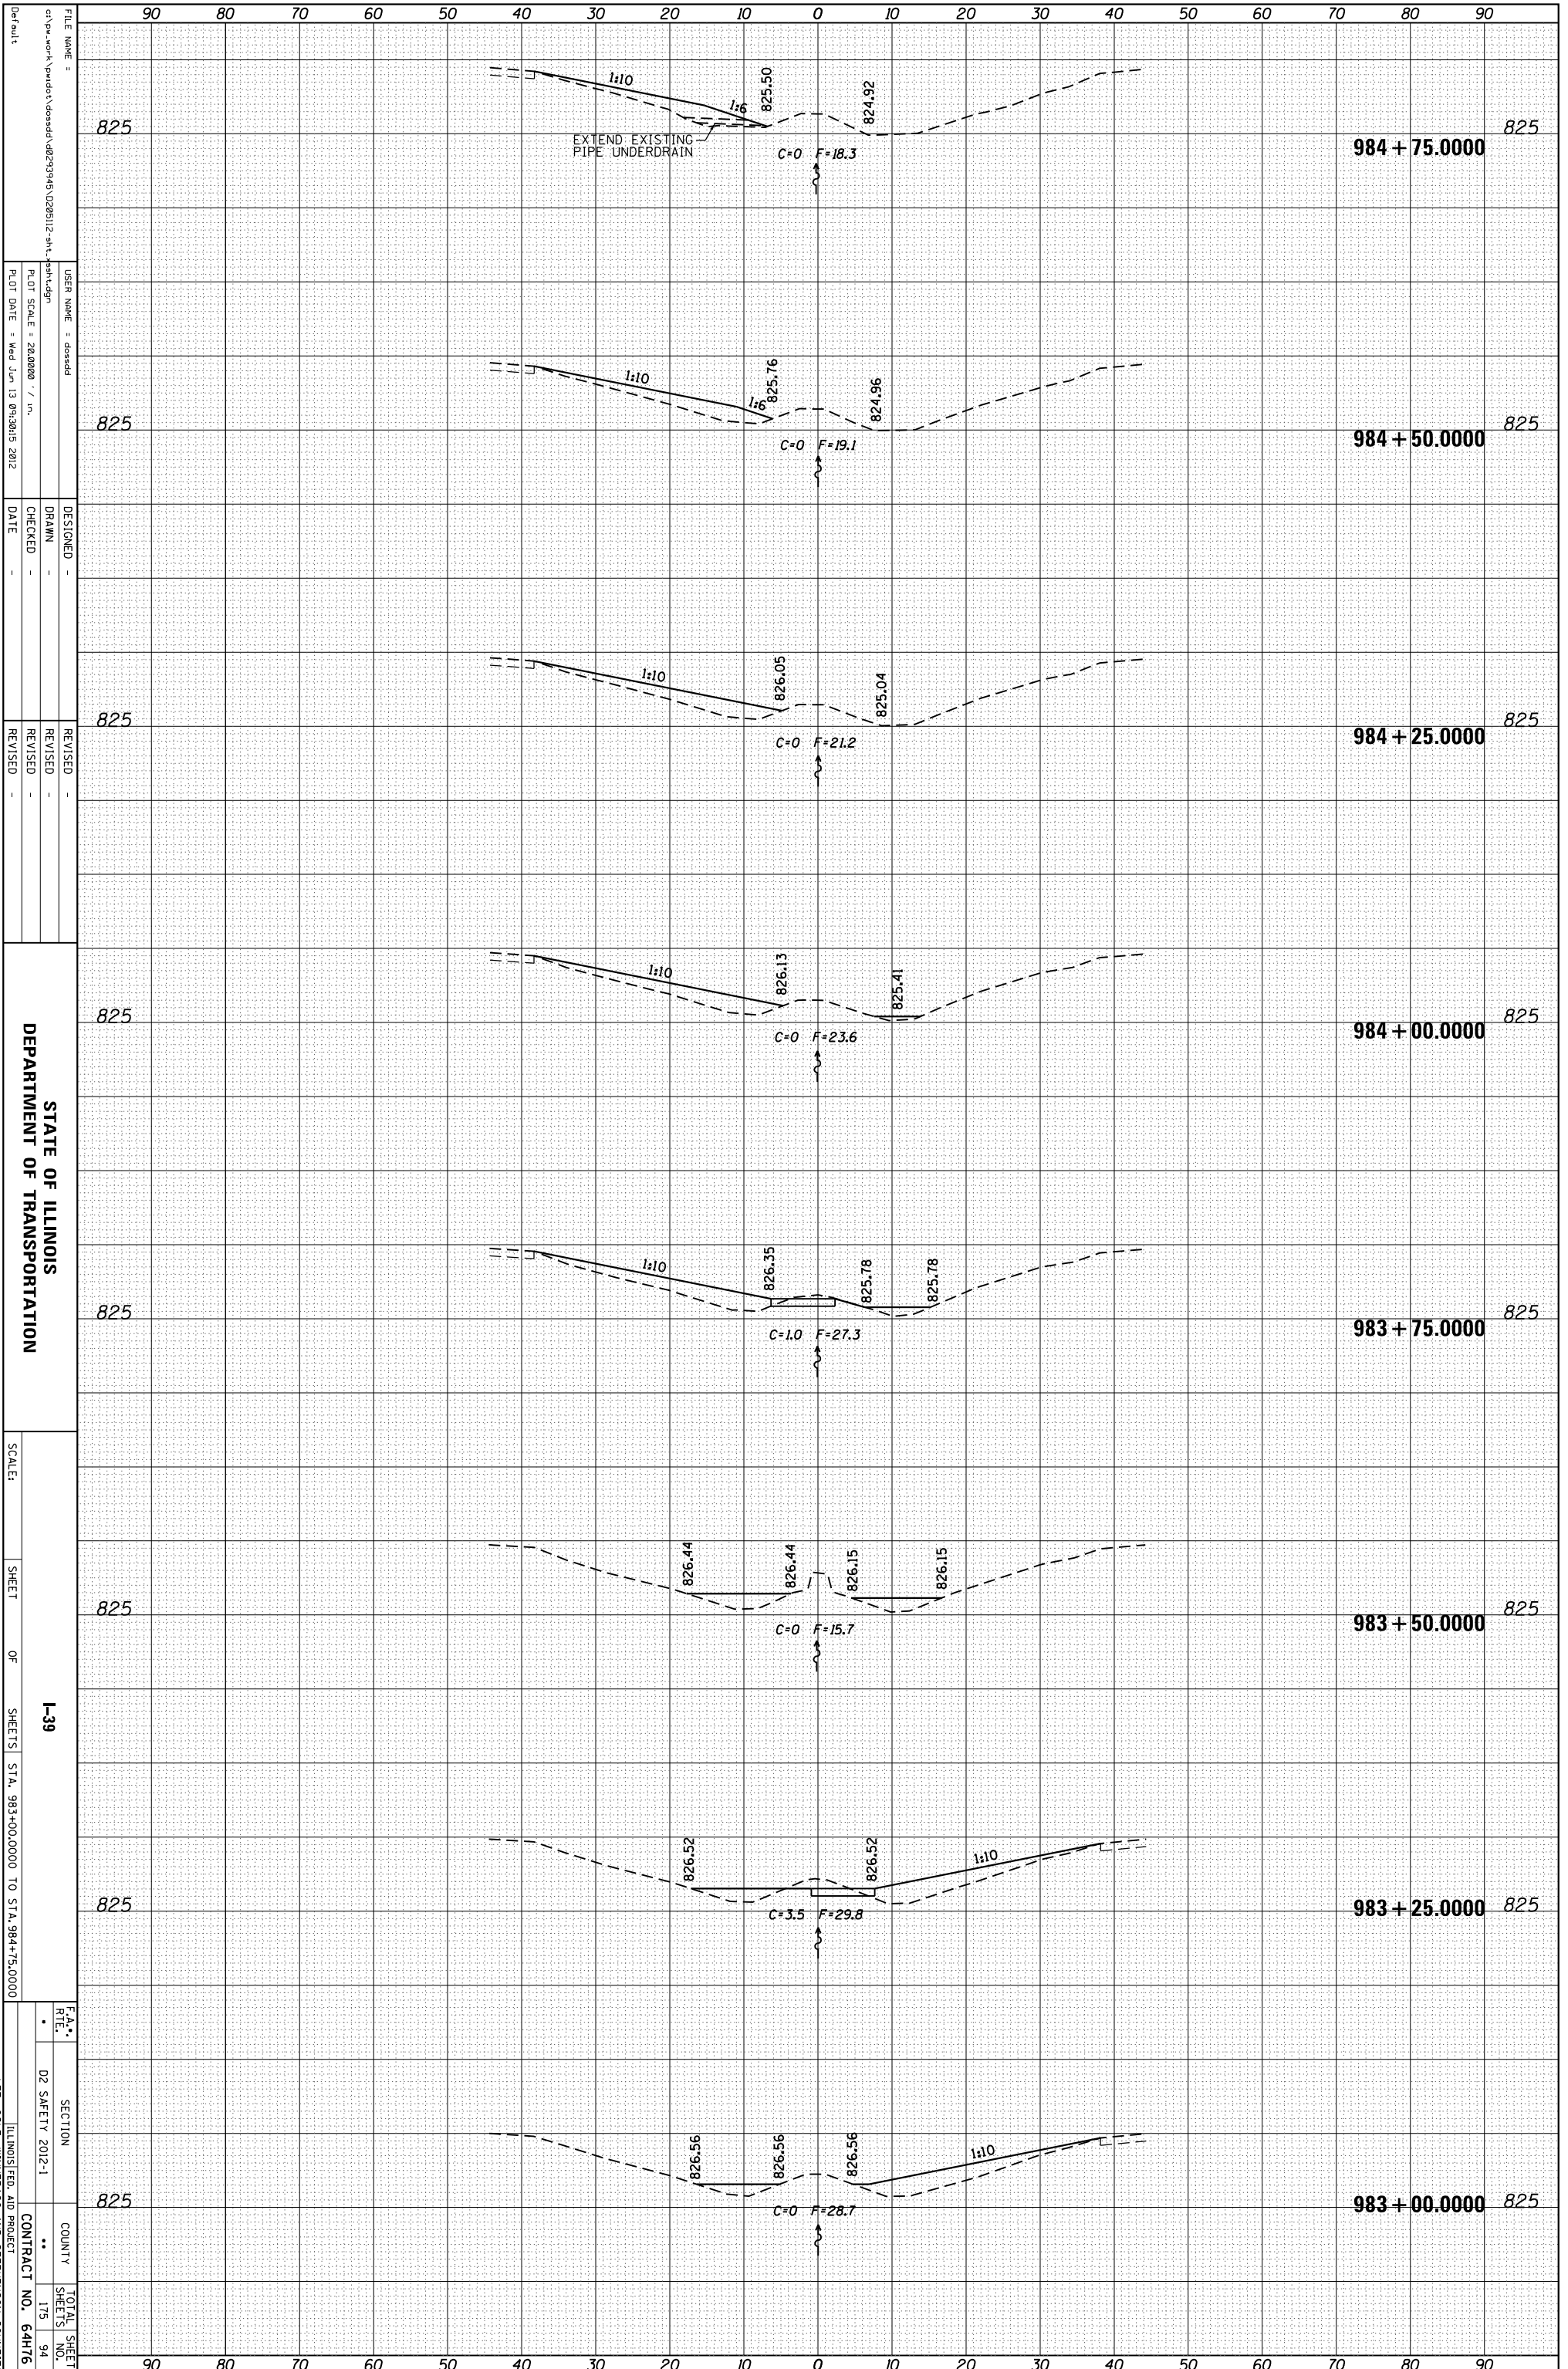 90 80 70 60 50 40 30 20 10 0 10 20 30 40 50 60 70 80 90
1:10
1:6
825.50
824.92
825
825
EXTEND EXISTING
PIPE UNDERDRAIN
C=0 F=18.3
984+75.0000
1:10
1:6
825.76
824.96
825
825
C=0 F=19.1
984+50.0000
1:10
826.05
825.04
825
825
C=0 F=21.2
984+25.0000
1:10
826.13
825.41
825
825
C=0 F=23.6
984+00.0000
1:10
826.35
825.78
825.78
825
825
C=1.0 F=27.3
983+75.0000
826.44
826.44
826.15
826.15
825
825
C=0 F=15.7
983+50.0000
826.52
826.52
1:10
825
825
C=3.5 F=29.8
983+25.0000
826.56
826.56
826.56
1:10
825
825
C=0 F=28.7
983+00.0000
90 80 70 60 50 40 30 20 10 0 10 20 30 40 50 60 70 80 90
FILE NAME =
c:\pw_work\pwidot\dossdd\d0293945\D205112-sht_xssht.dgn
Default
USER NAME = dossdd
PLOT SCALE = 20.0000 ' / in.
PLOT DATE = Wed Jun 13 09:30:15 2012
DESIGNED -
DRAWN -
CHECKED -
DATE -
REVISED -
REVISED -
REVISED -
REVISED -
STATE OF ILLINOIS
DEPARTMENT OF TRANSPORTATION
I-39
SCALE: SHEET OF SHEETS STA. 983+00.0000 TO STA. 984+75.0000
F.A.*. RTE.
SECTION
COUNTY
TOTAL SHEETS
SHEET NO.
* D2 SAFETY 2012-1 ** 175 94
CONTRACT NO. 64H76
ILLINOIS FED. AID PROJECT